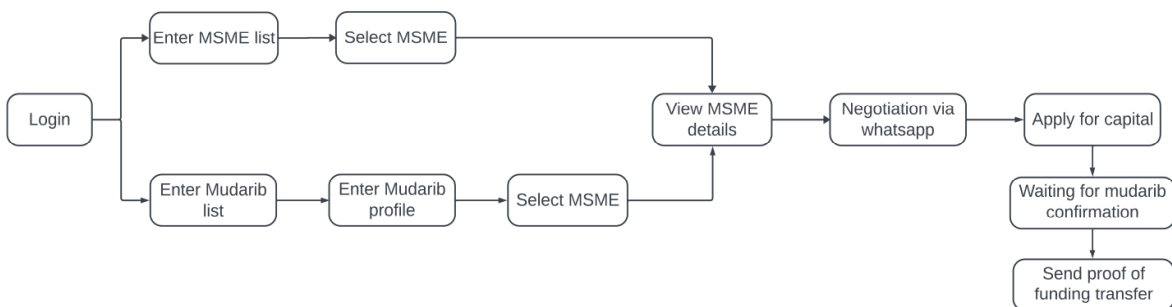 Enter MSME list
Select MSME
Login
View MSME
details
Negotiation via
whatsapp
Apply for capital
Enter Mudarib
list
Enter Mudarib
profile
Select MSME
Waiting for mudarib
confirmation
Send proof of
funding transfer